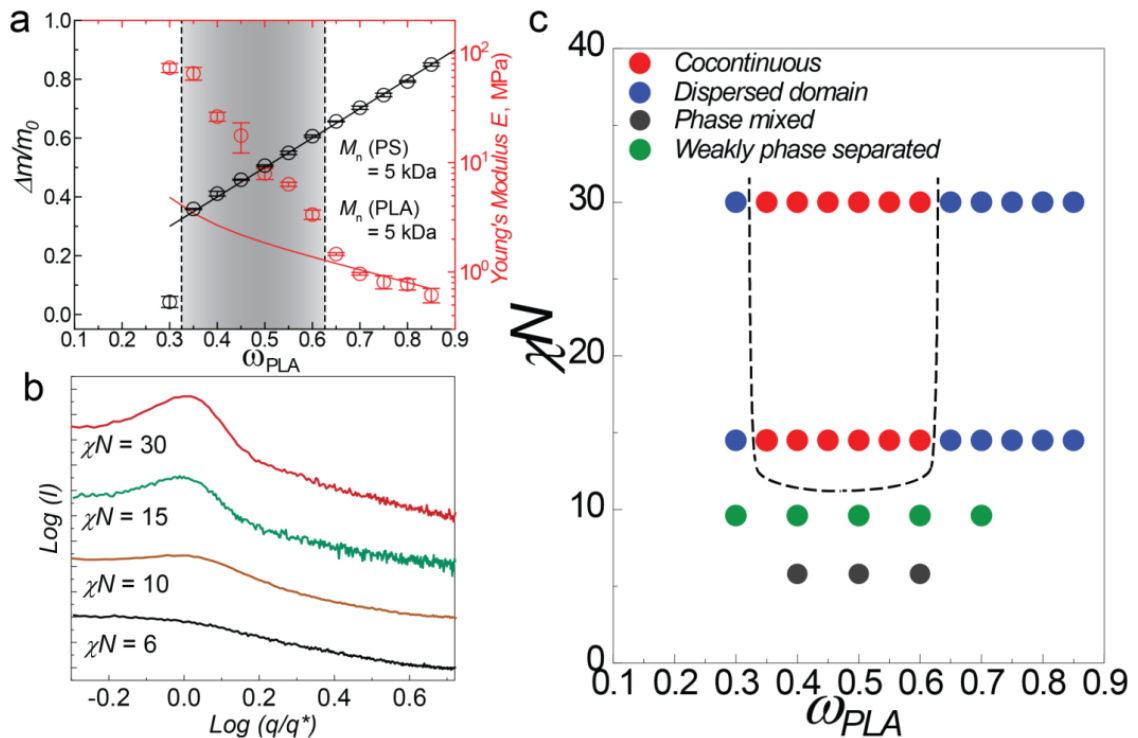 a
1.0
0.8
0.6
0.4
0.2
0.0
Δm/m0
Mn (PS)
= 5 kDa
Mn (PLA)
= 5 kDa
10²
10¹
10⁰
Young's Modulus E, MPa)
0.1 0.2 0.3 0.4 0.5 0.6 0.7 0.8 0.9
ωPLA
b
Log (I)
χN = 30
χN = 15
χN = 10
χN = 6
-0.2 0.0 0.2 0.4 0.6
Log (q/q*)
c
40
30
20
10
0
χN
Cocontinuous
Dispersed domain
Phase mixed
Weakly phase separated
0.1 0.2 0.3 0.4 0.5 0.6 0.7 0.8 0.9
ωPLA